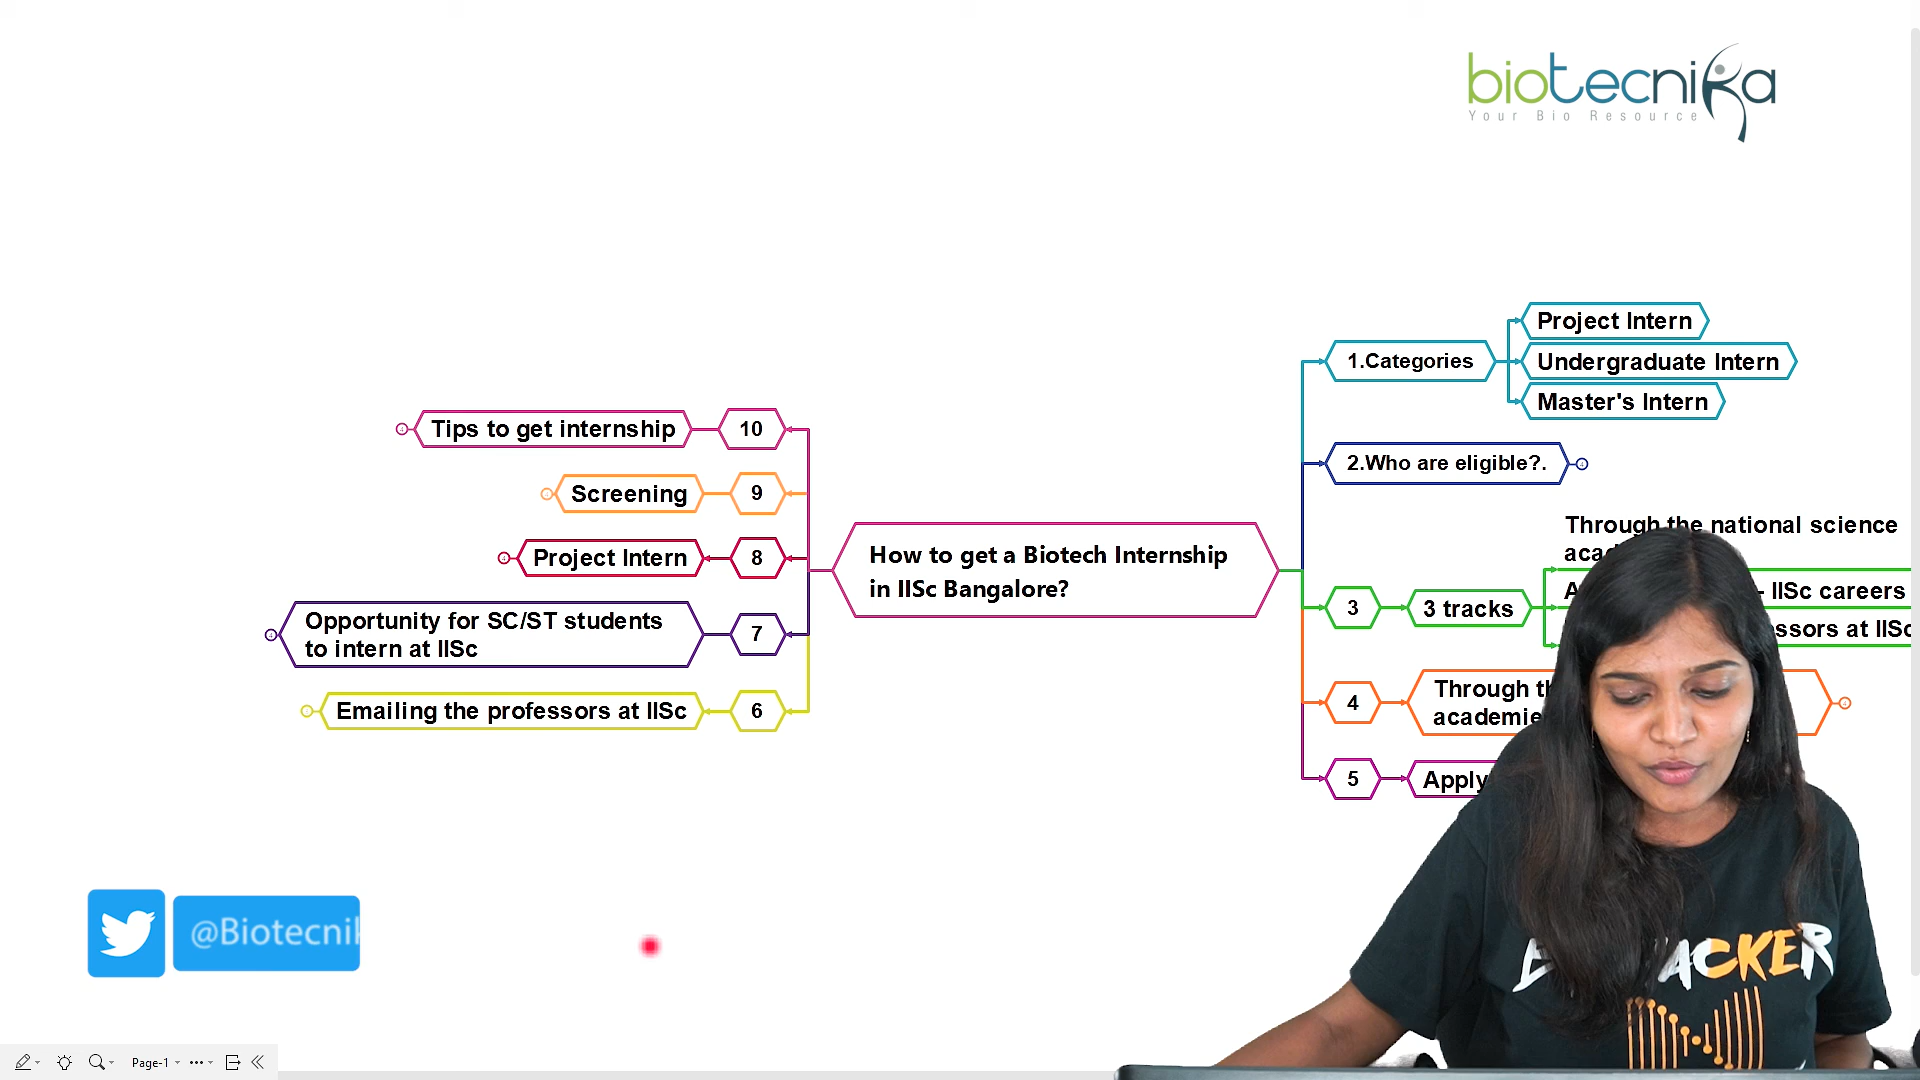 biotecnika
Your Bio Resource
Project Intern
1.Categories
Undergraduate Intern
Master's Intern
Tips to get internship
10
2.Who are eligible?.
Screening
9
Through the national science
How to get a Biotech Internship
in IISc Bangalore?
Project Intern
8
- IISc careers
3
3 tracks
at IISc
Opportunity for SC/ST students
to intern at IISc
7
4
Through
Emailing the professors at IISc
6
5
Apply
@Biotecni
Page-1